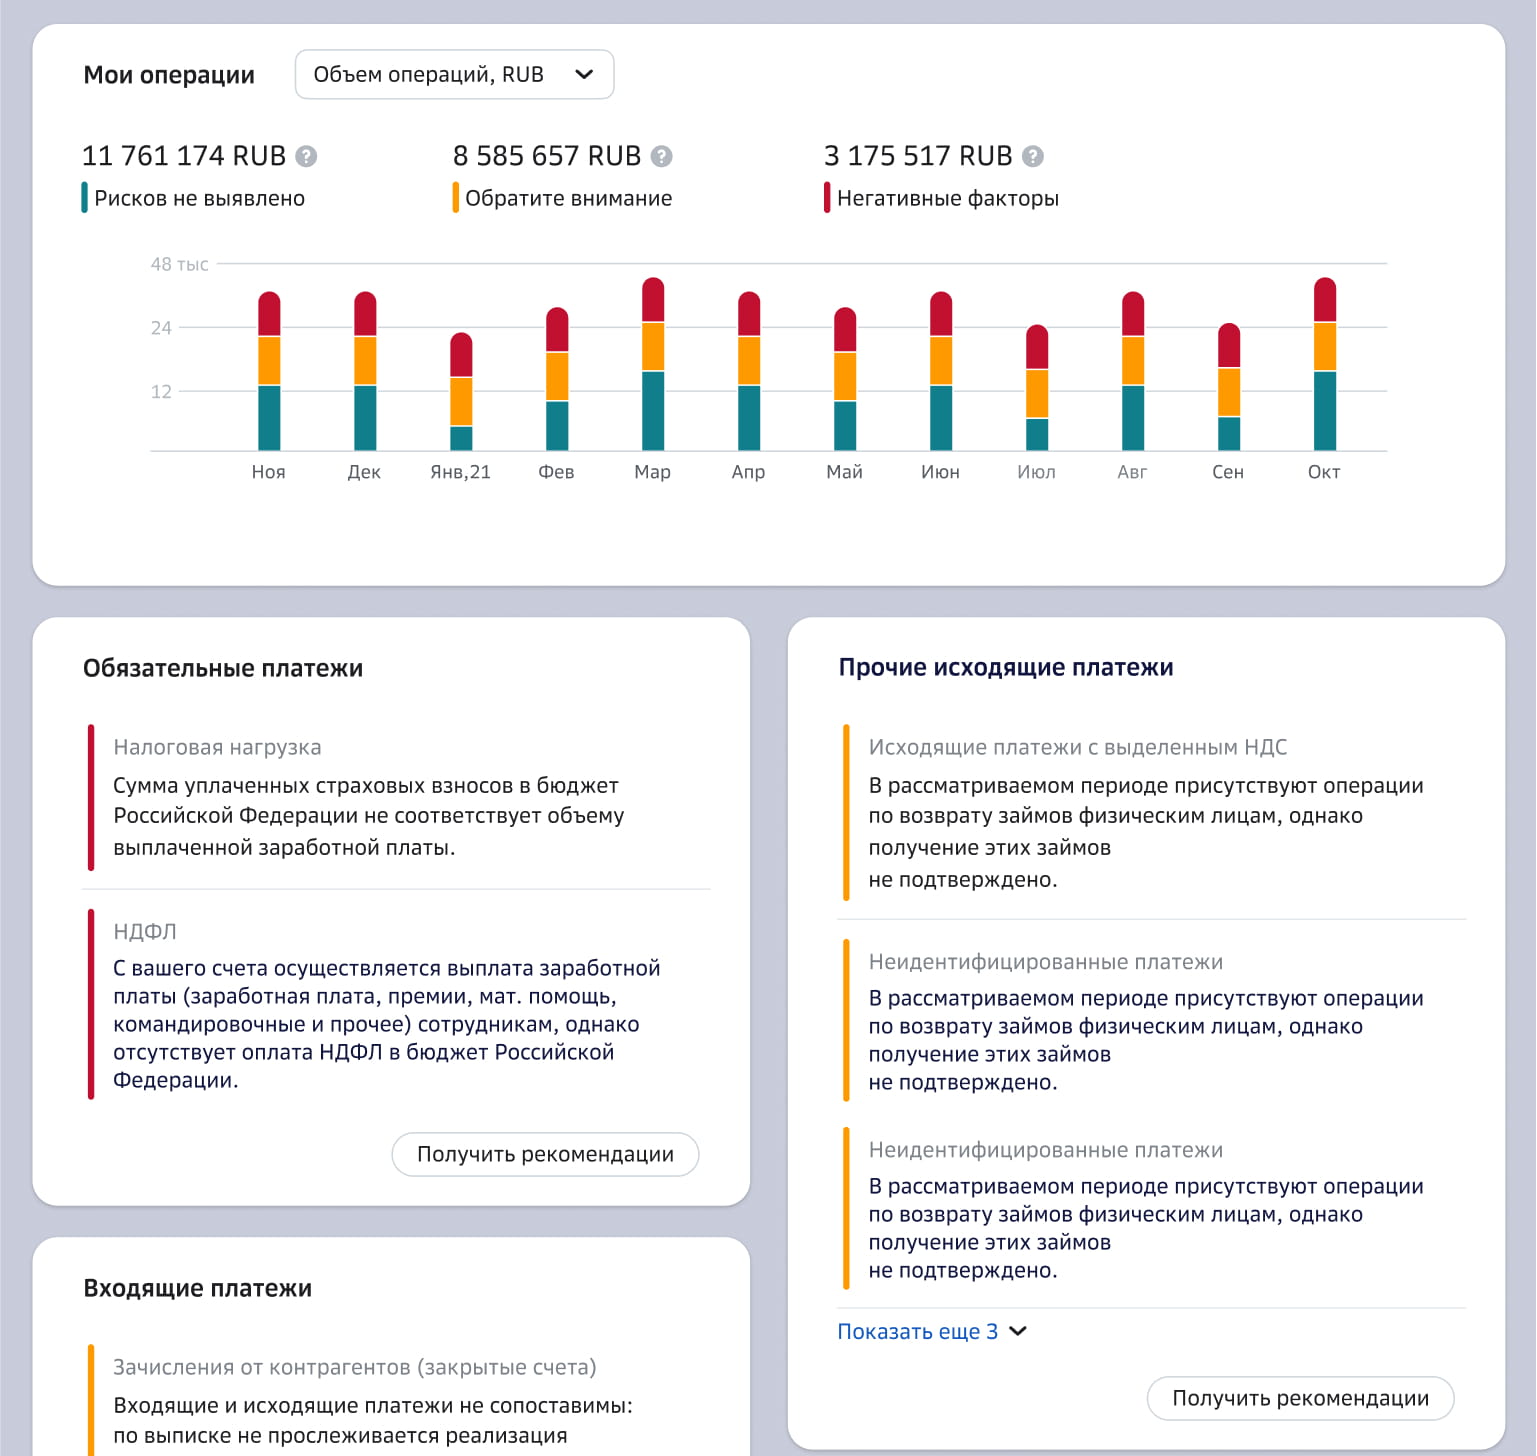 Мои операции
Объем операций, RUB
11 761 174 RUB ?
Рисков не выявлено
8 585 657 RUB ?
Обратите внимание
3 175 517 RUB ?
Негативные факторы
48 тыс
24
12
Ноя Дек Янв,21 Фев Мар Апр Май Июн Июл Авг Сен Окт
Обязательные платежи
Налоговая нагрузка
Сумма уплаченных страховых взносов в бюджет
Российской Федерации не соответствует объему
выплаченной заработной платы.
НДФЛ
С вашего счета осуществляется выплата заработной
платы (заработная плата, премии, мат. помощь,
командировочные и прочее) сотрудникам, однако
отсутствует оплата НДФЛ в бюджет Российской
Федерации.
Получить рекомендации
Входящие платежи
Зачисления от контрагентов (закрытые счета)
Входящие и исходящие платежи не сопоставимы:
по выписке не прослеживается реализация
Прочие исходящие платежи
Исходящие платежи с выделенным НДС
В рассматриваемом периоде присутствуют операции
по возврату займов физическим лицам, однако
получение этих займов
не подтверждено.
Неидентифицированные платежи
В рассматриваемом периоде присутствуют операции
по возврату займов физическим лицам, однако
получение этих займов
не подтверждено.
Неидентифицированные платежи
В рассматриваемом периоде присутствуют операции
по возврату займов физическим лицам, однако
получение этих займов
не подтверждено.
Показать еще 3
Получить рекомендации